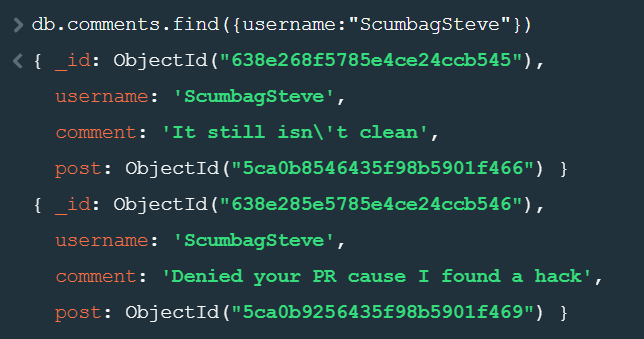 > db.comments.find({username:"ScumbagSteve"})
< { _id: ObjectId("638e268f5785e4ce24ccb545"),
username: 'ScumbagSteve',
comment: 'It still isn\'t clean',
post: ObjectId("5ca0b8546435f98b5901f466") }
{ _id: ObjectId("638e285e5785e4ce24ccb546"),
username: 'ScumbagSteve',
comment: 'Denied your PR cause I found a hack',
post: ObjectId("5ca0b9256435f98b5901f469") }